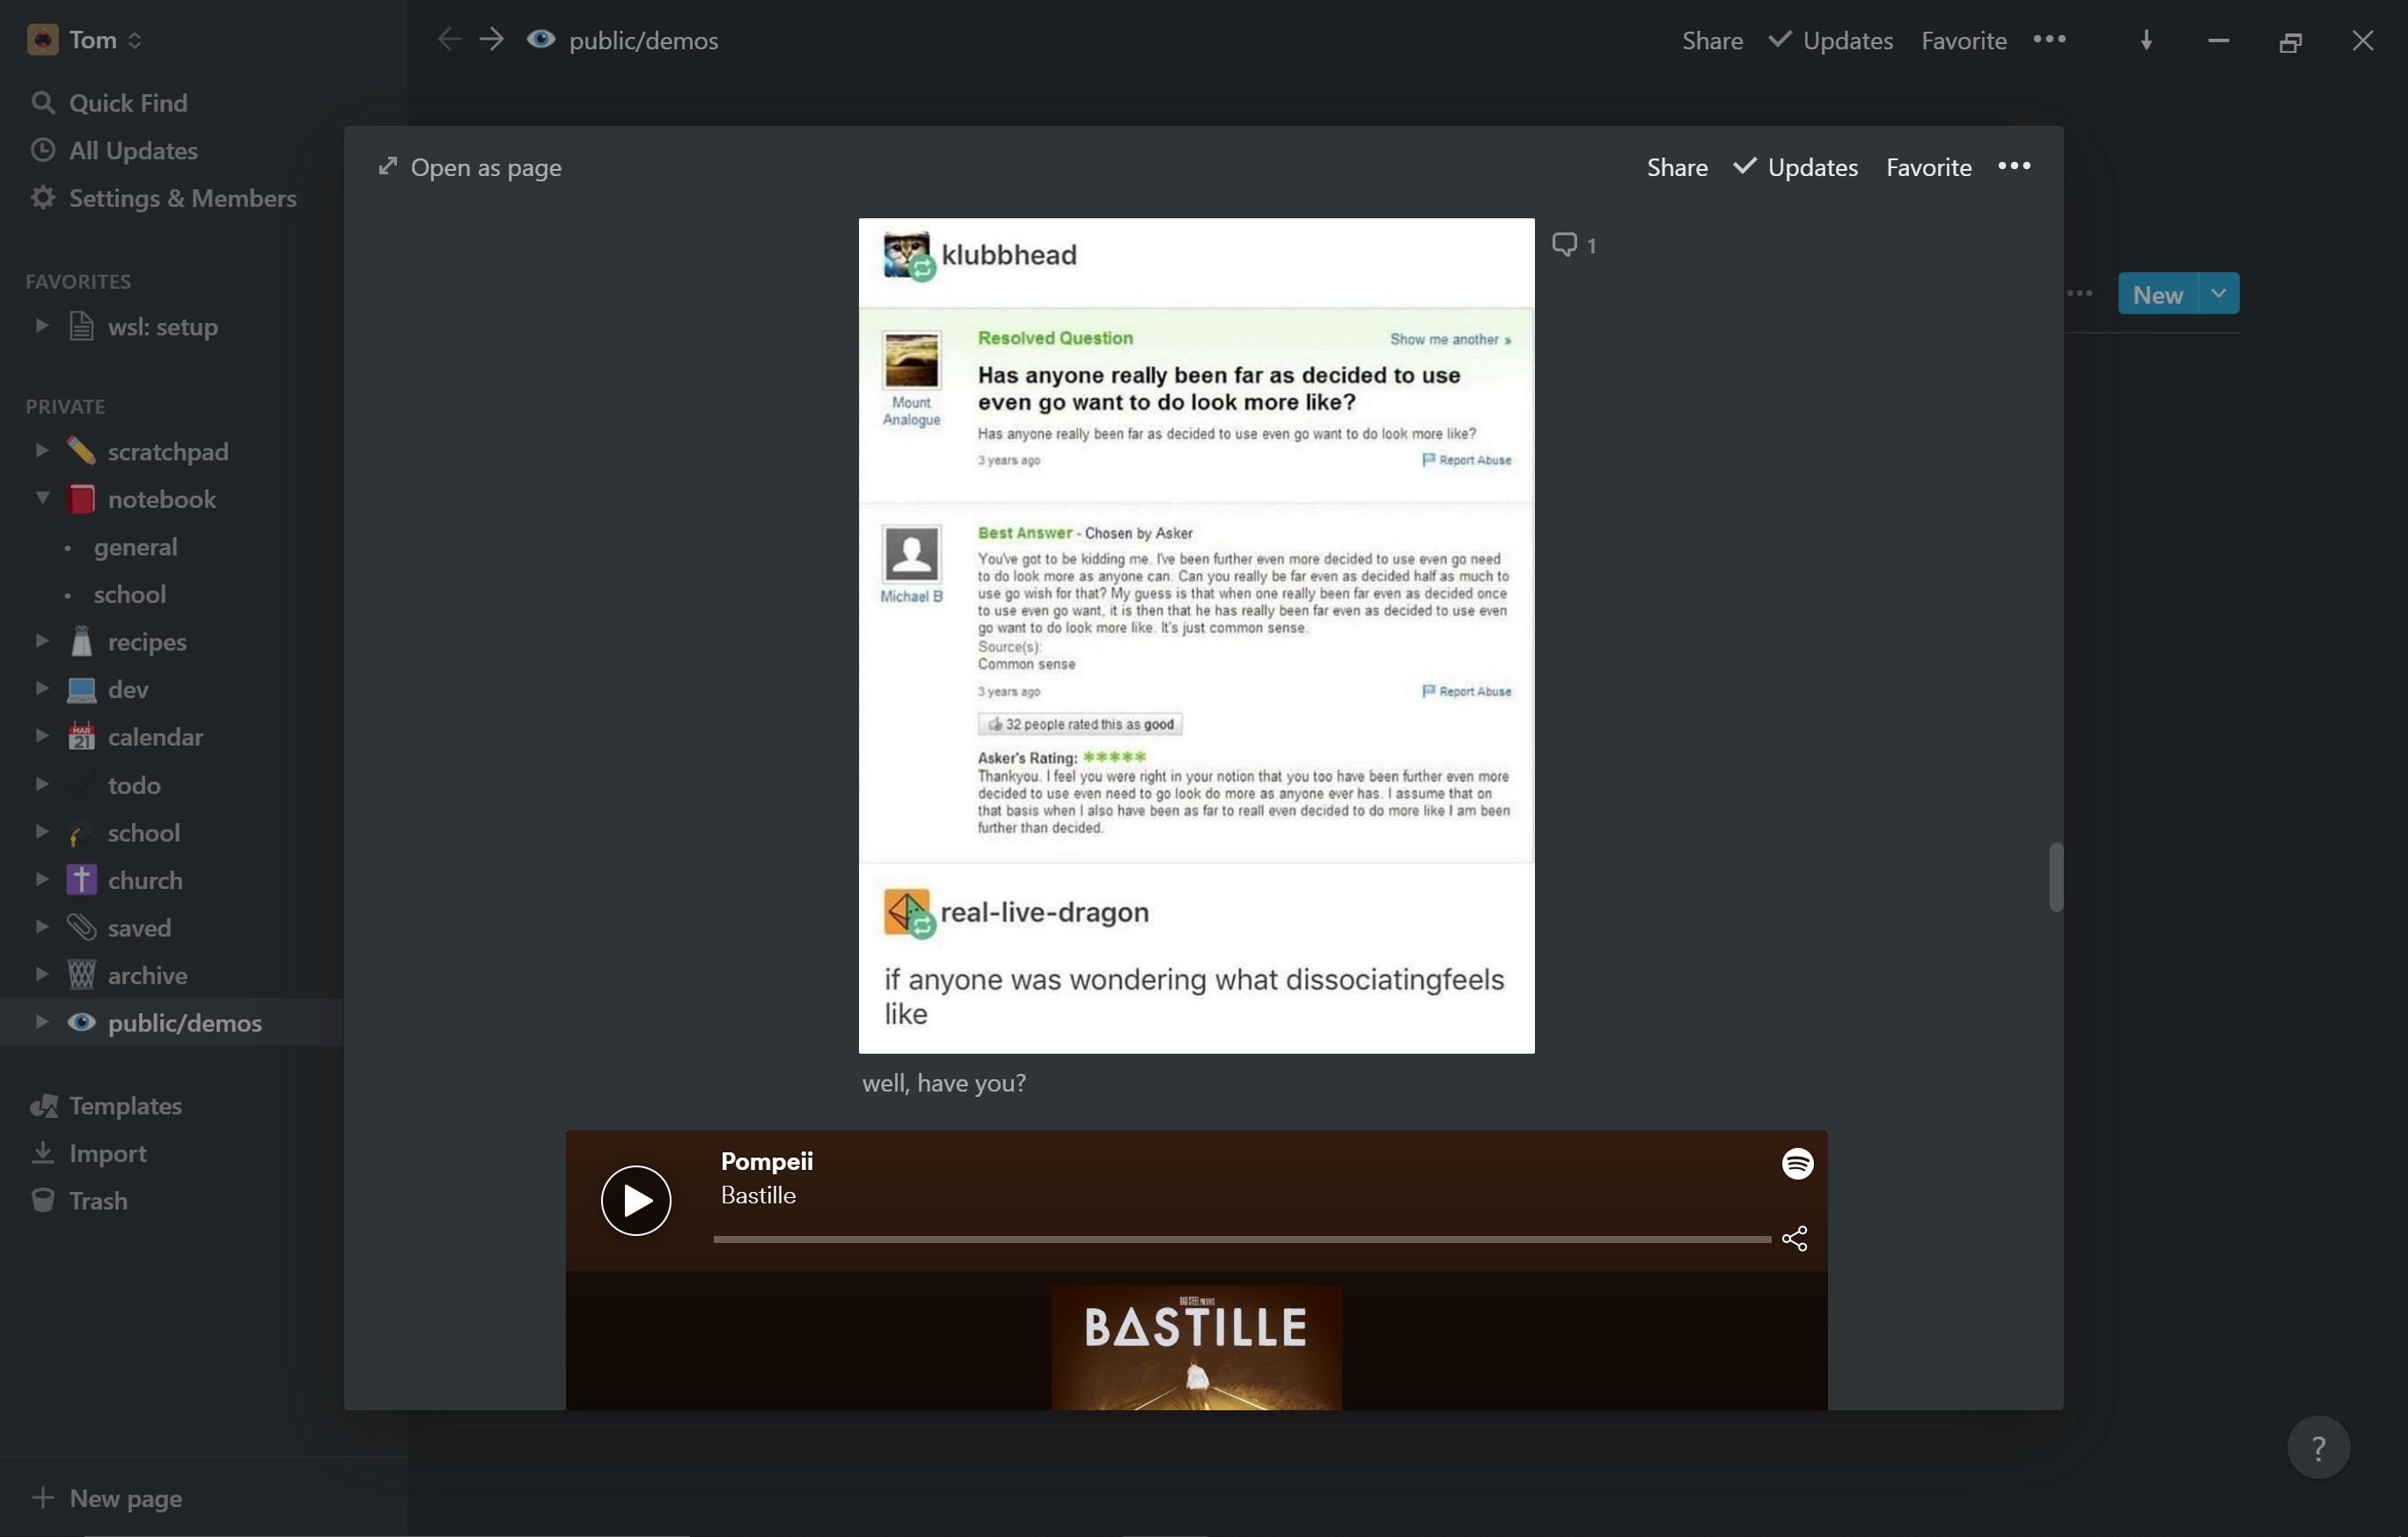 Tom
Quick Find
All Updates
Settings & Members
FAVORITES
wsl: setup
PRIVATE
scratchpad
notebook
• general
• school
recipes
dev
MAR
21
calendar
todo
school
church
saved
archive
public/demos
Templates
Import
Trash
New page
public/demos
Share Updates Favorite
New
Open as page
Share Updates Favorite
klubbhead
1
Mount
Analogue
Resolved Question
Show me another »
Has anyone really been far as decided to use
even go want to do look more like?
Has anyone really been far as decided to use even go want to do look more like?
3 years ago
Report Abuse
Michael B
Best Answer - Chosen by Asker
You've got to be kidding me. I've been further even more decided to use even go need
to do look more as anyone can. Can you really be far even as decided half as much to
use go wish for that? My guess is that when one really been far even as decided once
to use even go want, it is then that he has really been far even as decided to use even
go want to do look more like. It's just common sense.
Source(s):
Common sense
3 years ago
Report Abuse
32 people rated this as good
Asker's Rating: *****
Thankyou. I feel you were right in your notion that you too have been further even more
decided to use even need to go look do more as anyone ever has. I assume that on
that basis when I also have been as far to reall even decided to do more like I am been
further than decided.
real-live-dragon
if anyone was wondering what dissociatingfeels
like
well, have you?
Pompeii
Bastille
BASTILLE
?